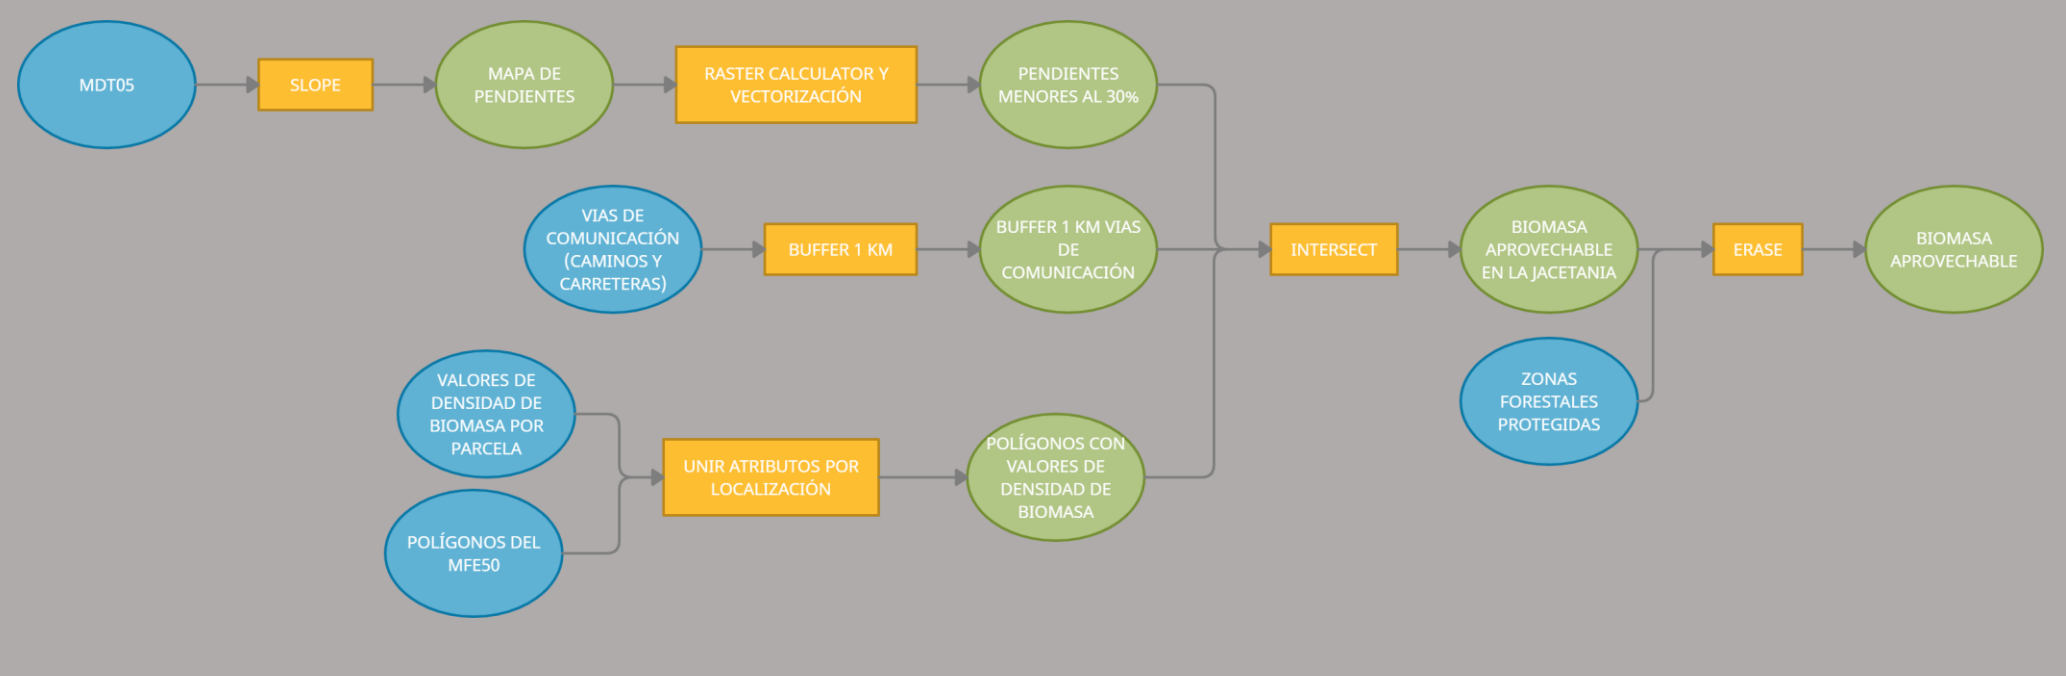 MDT05
SLOPE
MAPA DE
PENDIENTES
RASTER CALCULATOR Y
VECTORIZACIÓN
PENDIENTES
MENORES AL 30%
VIAS DE
COMUNICACIÓN
(CAMINOS Y
CARRETERAS)
BUFFER 1 KM
BUFFER 1 KM VIAS
DE
COMUNICACIÓN
INTERSECT
BIOMASA
APROVECHABLE
EN LA JACETANIA
ERASE
BIOMASA
APROVECHABLE
ZONAS
FORESTALES
PROTEGIDAS
VALORES DE
DENSIDAD DE
BIOMASA POR
PARCELA
POLÍGONOS DEL
MFE50
UNIR ATRIBUTOS POR
LOCALIZACIÓN
POLÍGONOS CON
VALORES DE
DENSIDAD DE
BIOMASA